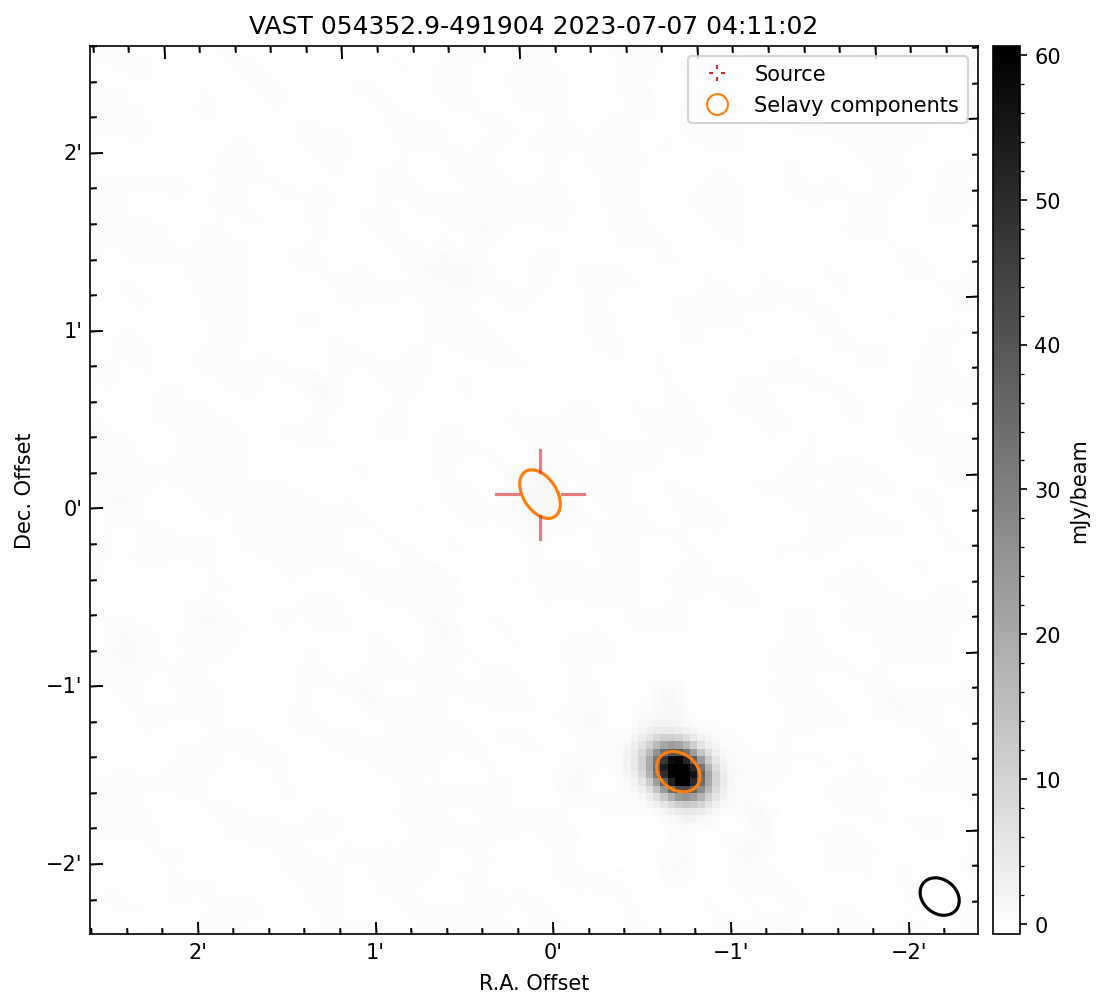 VAST 054352.9-491904 2023-07-07 04:11:02
Source
Selavy components
2'
1'
0'
−1'
−2'
Dec. Offset
2'
1'
0'
−1'
−2'
R.A. Offset
60
50
40
30
20
10
0
mJy/beam